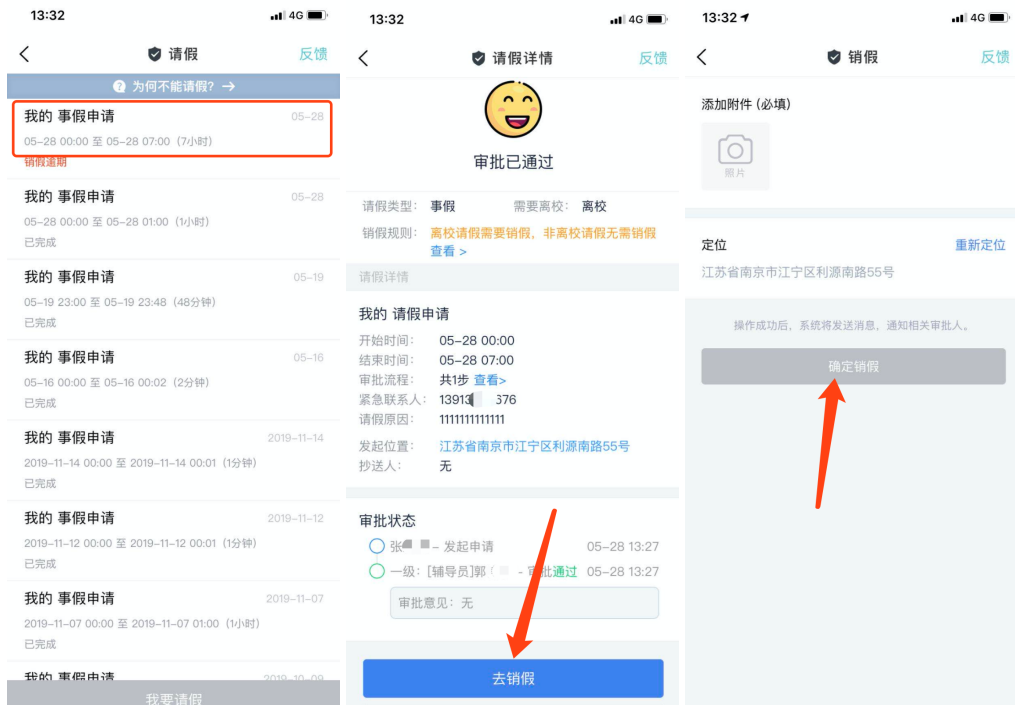 13:32
4G
请假
反馈
为何不能请假? →
我的 事假申请
05-28
05-28 00:00 至 05-28 07:00 (7小时)
销假逾期
我的 事假申请
05-28
05-28 00:00 至 05-28 01:00 (1小时)
已完成
我的 事假申请
05-19
05-19 23:00 至 05-19 23:48 (48分钟)
已完成
我的 事假申请
05-16
05-16 00:00 至 05-16 00:02 (2分钟)
已完成
我的 事假申请
2019-11-14
2019-11-14 00:00 至 2019-11-14 00:01 (1分钟)
已完成
我的 事假申请
2019-11-12
2019-11-12 00:00 至 2019-11-12 00:01 (1分钟)
已完成
我的 事假申请
2019-11-07
2019-11-07 00:00 至 2019-11-07 01:00 (1小时)
已完成
我的 事假申请
2019-10-09
我要请假
13:32
4G
请假详情
反馈
审批已通过
请假类型: 事假 需要离校: 离校
销假规则: 离校请假需要销假, 非离校请假无需销假
查看 >
请假详情
我的 请假申请
开始时间: 05-28 00:00
结束时间: 05-28 07:00
审批流程: 共1步 查看>
紧急联系人: 13913 676
请假原因: 1111111111111
发起位置: 江苏省南京市江宁区利源南路55号
抄送人: 无
审批状态
张 - 发起申请 05-28 13:27
一级: [辅导员]郭 - 审批通过 05-28 13:27
审批意见: 无
去销假
13:32
4G
销假
反馈
添加附件 (必填)
照片
定位
重新定位
江苏省南京市江宁区利源南路55号
操作成功后, 系统将发送消息, 通知相关审批人。
确定销假